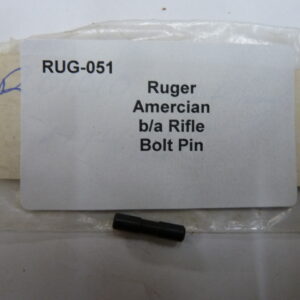 RUG-051
Ruger
Amercian
b/a Rifle
Bolt Pin